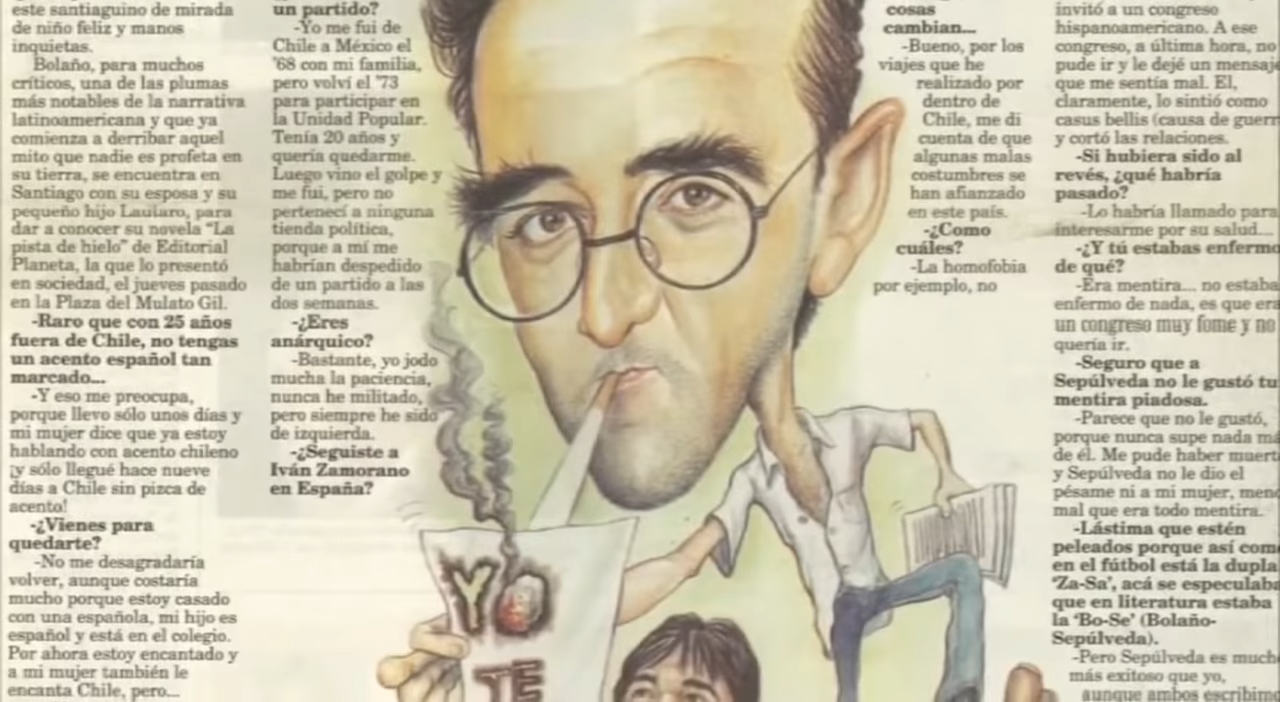 este santiaguino de mirada
de niño feliz y manos
inquietas.
Bolaño, para muchos
críticos, una de las plumas
más notables de la narrativa
latinoamericana y que ya
comienza a derribar aquel
mito que nadie es profeta en
su tierra, se encuentra en
Santiago con su esposa y su
pequeño hijo Lautaro, para
dar a conocer su novela "La
pista de hielo" de Editorial
Planeta, la que lo presentó
en sociedad, el jueves pasado
en la Plaza del Mulato Gil.
-Raro que con 25 años
fuera de Chile, no tengas
un acento español tan
marcado...
-Y eso me preocupa,
porque llevo sólo unos días y
mi mujer dice que ya estoy
hablando con acento chileno
¡y sólo llegué hace nueve
días a Chile sin pizca de
acento!
-¿Vienes para
quedarte?
-No me desagradaría
volver, aunque costaría
mucho porque estoy casado
con una española, mi hijo es
español y está en el colegio.
Por ahora estoy encantado y
a mi mujer también le
encanta Chile, pero...
un partido?
-Yo me fui de
Chile a México el
'68 con mi familia,
pero volví el '73
para participar en
la Unidad Popular.
Tenía 20 años y
quería quedarme.
Luego vino el golpe y
me fui, pero no
pertenecí a ninguna
tienda política,
porque a mí me
habrían despedido
de un partido a las
dos semanas.
-¿Eres
anárquico?
-Bastante, yo jodo
mucha la paciencia,
nunca he militado,
pero siempre he sido
de izquierda.
-¿Seguiste a
Iván Zamorano
en España?
YO
TE
cosas
cambian...
-Bueno, por los
viajes que he
realizado por
dentro de
Chile, me di
cuenta de que
algunas malas
costumbres se
han afianzado
en este país.
-¿Como
cuáles?
-La homofobia
por ejemplo, no
invitó a un congreso
hispanoamericano. A ese
congreso, a última hora, no
pude ir y le dejé un mensaje
que me sentía mal. El,
claramente, lo sintió como
casus bellis (causa de guerr
y cortó las relaciones.
-Si hubiera sido al
revés, ¿qué habría
pasado?
-Lo habría llamado para
interesarme por su salud...
-¿Y tú estabas enfermo
de qué?
-Era mentira... no estaba
enfermo de nada, es que era
un congreso muy fome y no
quería ir.
-Seguro que a
Sepúlveda no le gustó tu
mentira piadosa.
-Parece que no le gustó,
porque nunca supe nada má
de él. Me pude haber muert
y Sepúlveda no le dio el
pésame ni a mi mujer, meno
mal que era todo mentira.
-Lástima que estén
peleados porque así com
en el fútbol está la dupla
'Za-Sa', acá se especulaba
que en literatura estaba
la 'Bo-Se' (Bolaño-
Sepúlveda).
-Pero Sepúlveda es much
más exitoso que yo,
aunque ambos escribimo